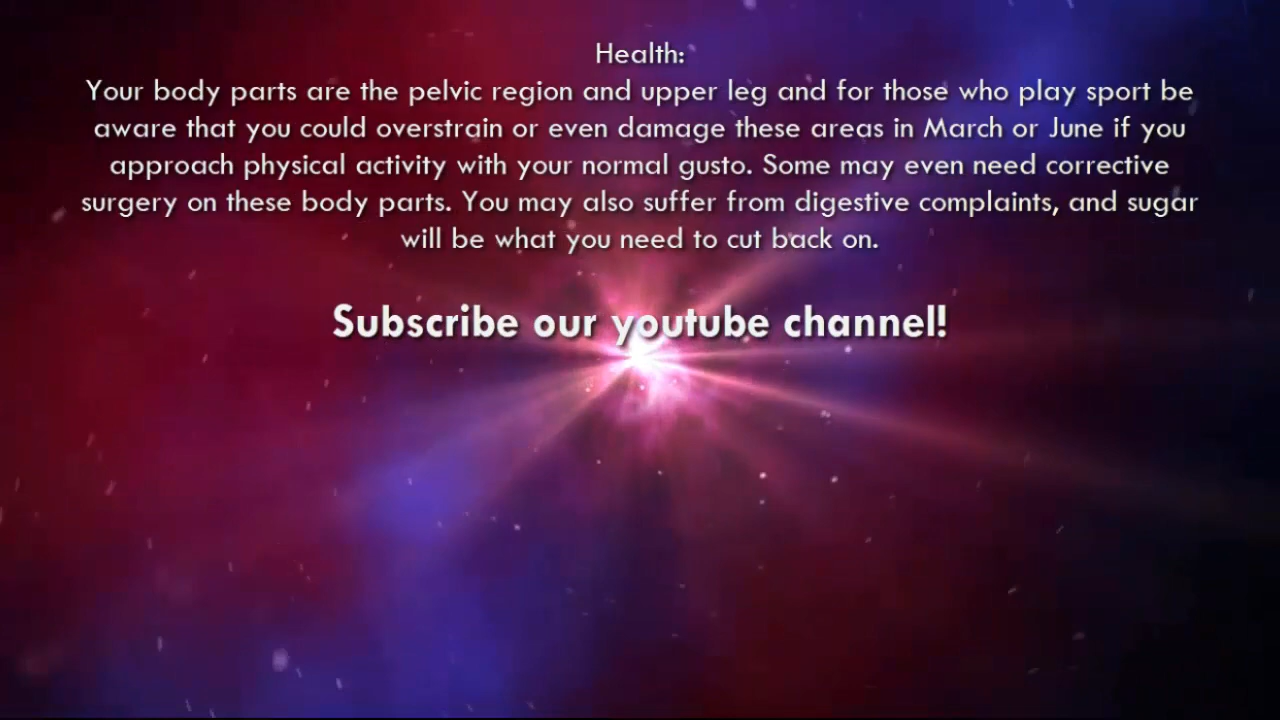 Health:
Your body parts are the pelvic region and upper leg and for those who play sport be
aware that you could overstrain or even damage these areas in March or June if you
approach physical activity with your normal gusto. Some may even need corrective
surgery on these body parts. You may also suffer from digestive complaints, and sugar
will be what you need to cut back on.
Subscribe our youtube channel!